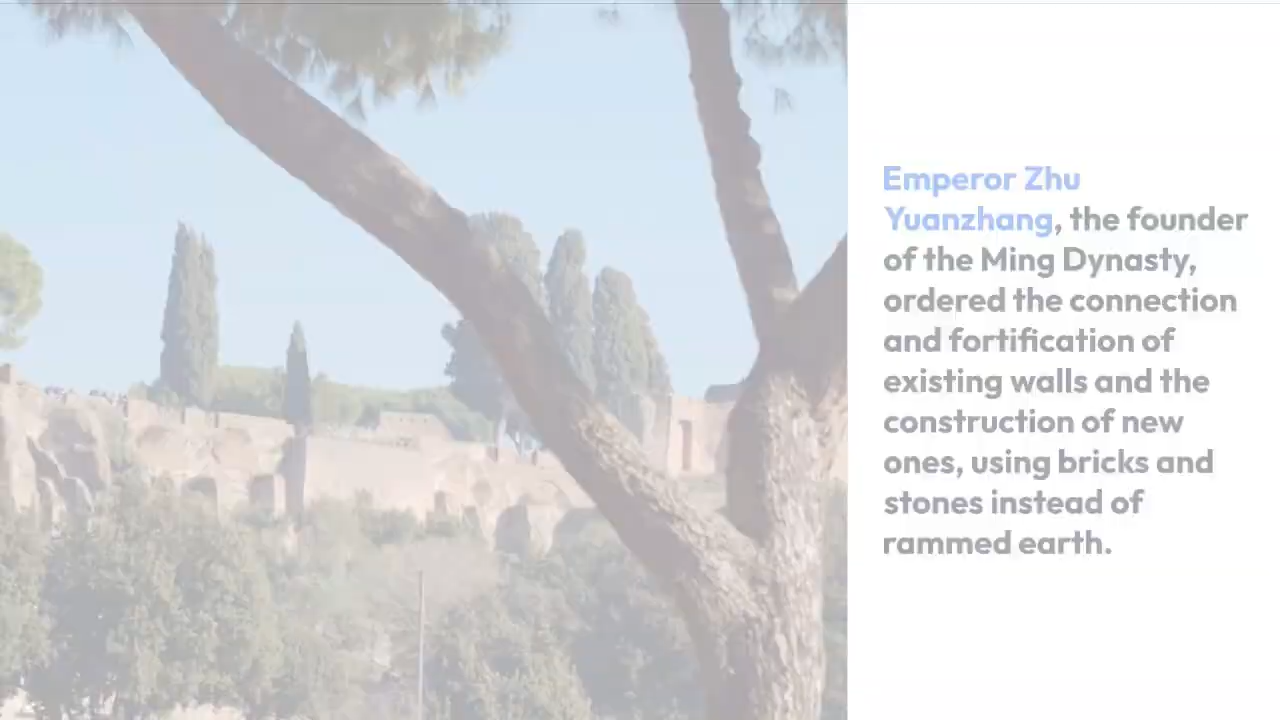 Emperor Zhu
Yuanzhang, the founder
of the Ming Dynasty,
ordered the connection
and fortification of
existing walls and the
construction of new
ones, using bricks and
stones instead of
rammed earth.